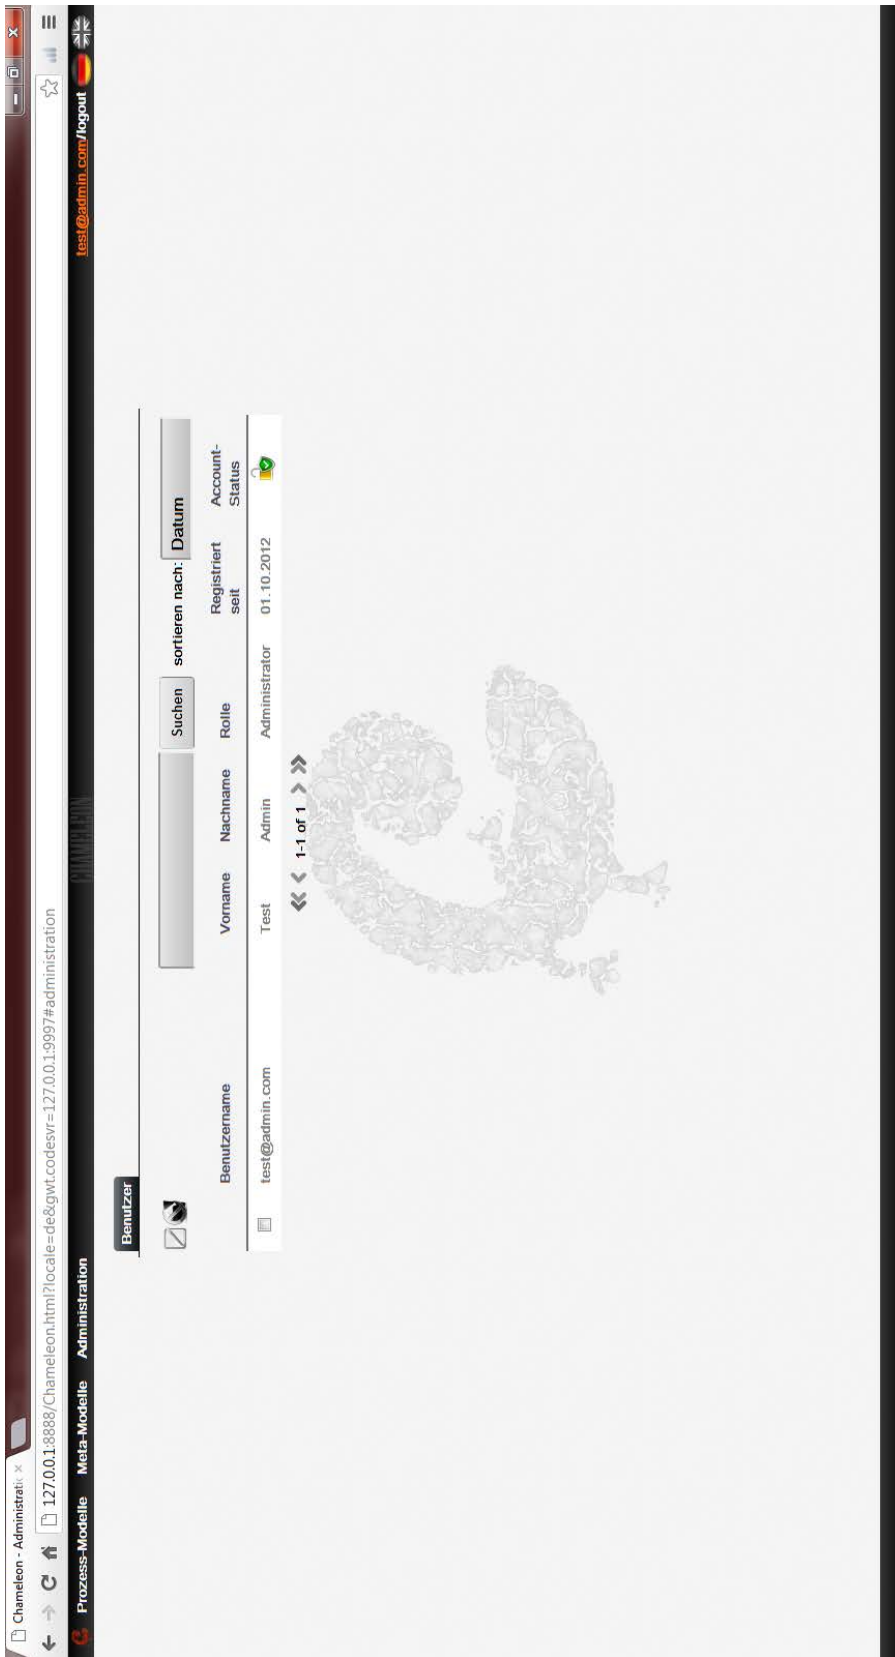 Chameleon - Administratic
127.0.0.1:8888/Chameleon.html?locale=de&gwt.codesvr=127.0.0.1:9997#administration
Prozess-Modelle Meta-Modelle Administration CHAMELEON test@admin.com/logout
Benutzer
Suchen sortieren nach: Datum
Benutzername Vorname Nachname Rolle Registriert seit Account-Status
test@admin.com Test Admin Administrator 01.10.2012
1-1 of 1